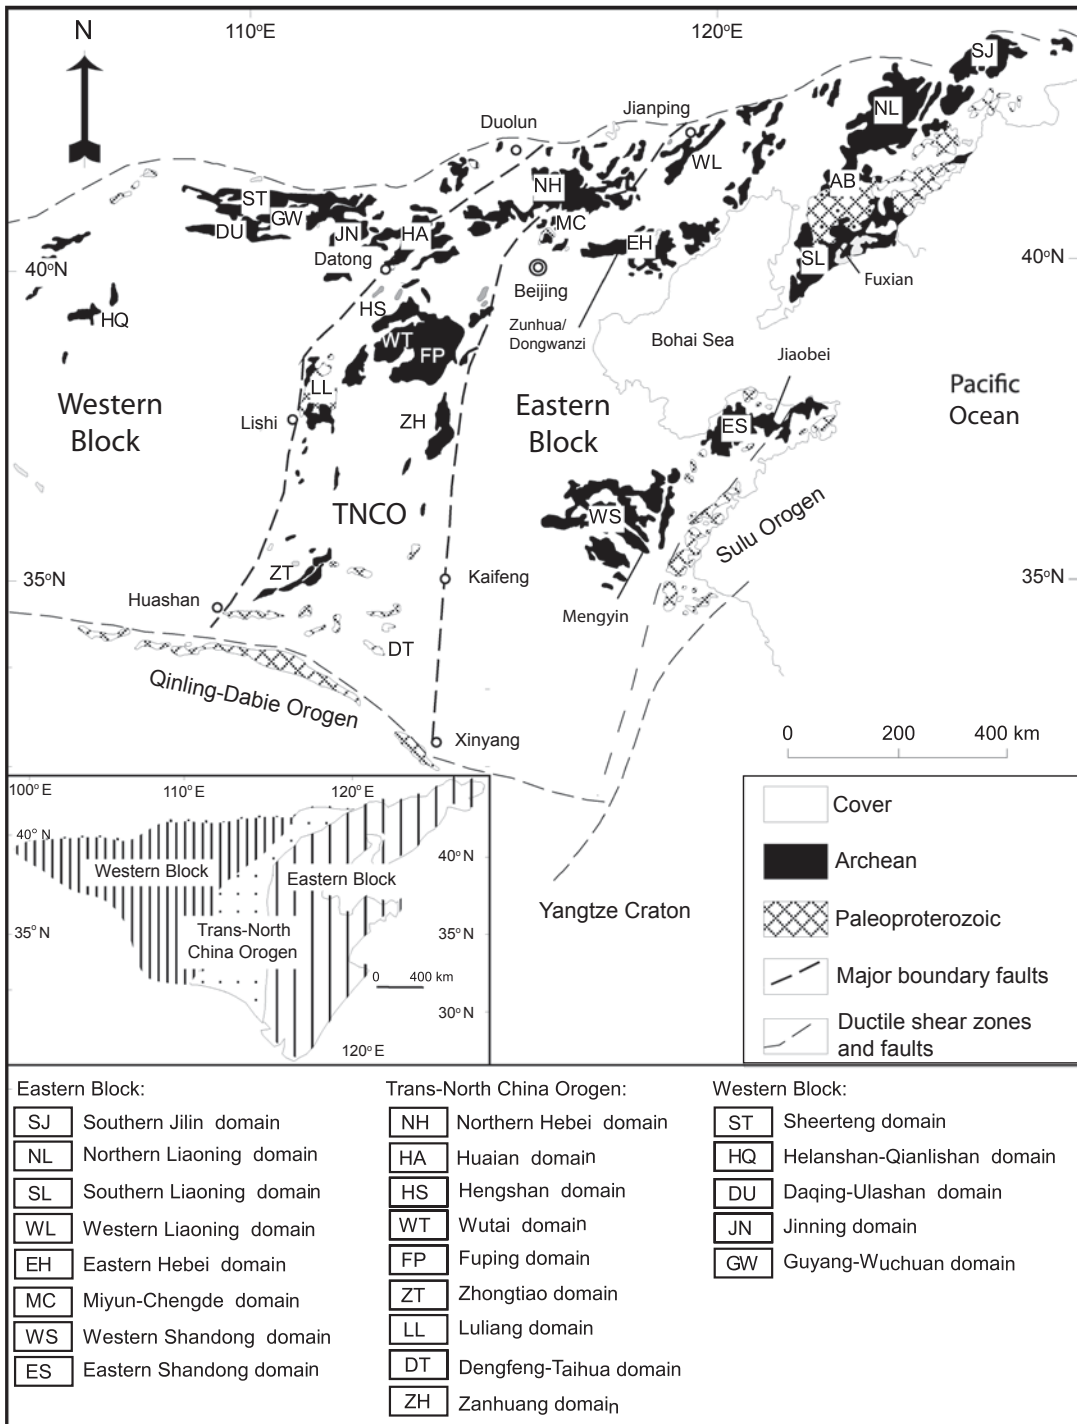 N
110°E
120°E
SJ
NL
Jianping
Duolun
WL
AB
ST
GW
DU
JN
HA
NH
MC
EH
SL
Datong
40°N
40°N
Beijing
Fuxian
HS
HQ
WT
FP
Zunhua/
Dongwanzi
Bohai Sea
Jiaobei
LL
Western
Block
Eastern
Block
Pacific
Ocean
Lishi
ZH
ES
TNCO
WS
Sulu Orogen
ZT
35°N
Kaifeng
35°N
Huashan
Mengyin
DT
Qinling-Dabie Orogen
Xinyang
0 200 400 km
100°E 110°E 120°E
40° N
40°N
Western Block
Eastern Block
35° N
35°N
Trans-North
China Orogen
0 400 km
30°N
120°E
Yangtze Craton
Cover
Archean
Paleoproterozoic
Major boundary faults
Ductile shear zones
and faults
Eastern Block:
SJ Southern Jilin domain
NL Northern Liaoning domain
SL Southern Liaoning domain
WL Western Liaoning domain
EH Eastern Hebei domain
MC Miyun-Chengde domain
WS Western Shandong domain
ES Eastern Shandong domain
Trans-North China Orogen:
NH Northern Hebei domain
HA Huaian domain
HS Hengshan domain
WT Wutai domain
FP Fuping domain
ZT Zhongtiao domain
LL Luliang domain
DT Dengfeng-Taihua domain
ZH Zanhuang domain
Western Block:
ST Sheerteng domain
HQ Helanshan-Qianlishan domain
DU Daqing-Ulashan domain
JN Jinning domain
GW Guyang-Wuchuan domain